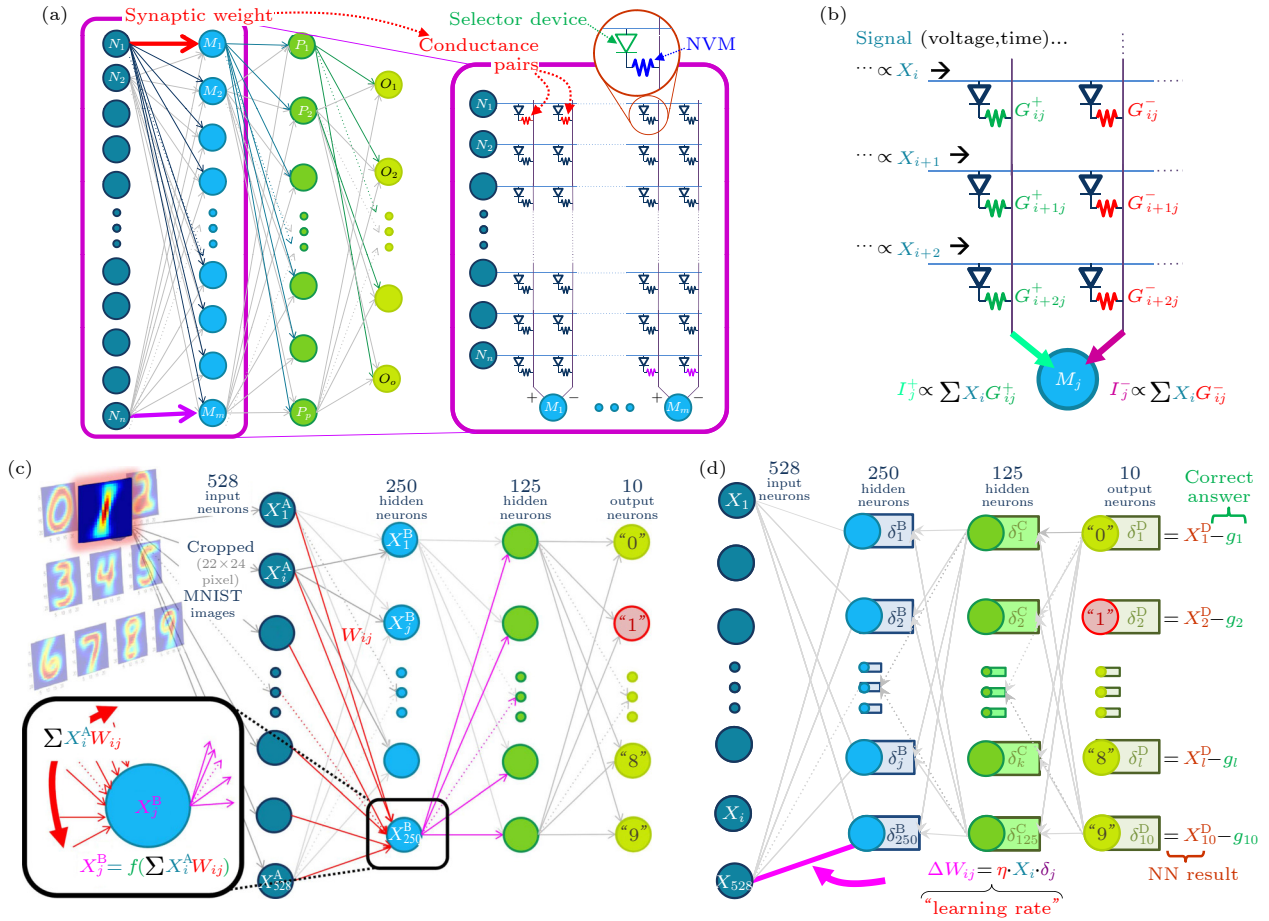 (a)
Synaptic weight
Selector device
NVM
Conductance
pairs
N1
N2
Nn
M1
M2
Mm
P1
P2
Pp
O1
O2
Oo
N1
N2
Nn
+
−
+
−
M1
Mm
(b)
Signal (voltage,time)...
··· ∝ Xi
G+ij
G−ij
··· ∝ Xi+1
G+i+1j
G−i+1j
··· ∝ Xi+2
G+i+2j
G−i+2j
Mj
I+j ∝ ∑ XiG+ij
I−j ∝ ∑ XiG−ij
(c)
528
input
neurons
250
hidden
neurons
125
hidden
neurons
10
output
neurons
Cropped
(22×24
pixel)
MNIST
images
XA1
XAi
XA528
XB1
XBj
XB250
Wij
"0"
"1"
"8"
"9"
∑ XAiWij
XBj
XBj = f(∑ XAiWij)
(d)
528
input
neurons
250
hidden
neurons
125
hidden
neurons
10
output
neurons
Correct
answer
X1
Xi
X528
δB1
δB2
δBj
δB250
δC1
δC2
δCk
δC125
"0" δD1 = XD1−g1
"1" δD2 = XD2−g2
"8" δDl = XDl−gl
"9" δD10 = XD10−g10
NN result
ΔWij=η·Xi·δj
"learning rate"